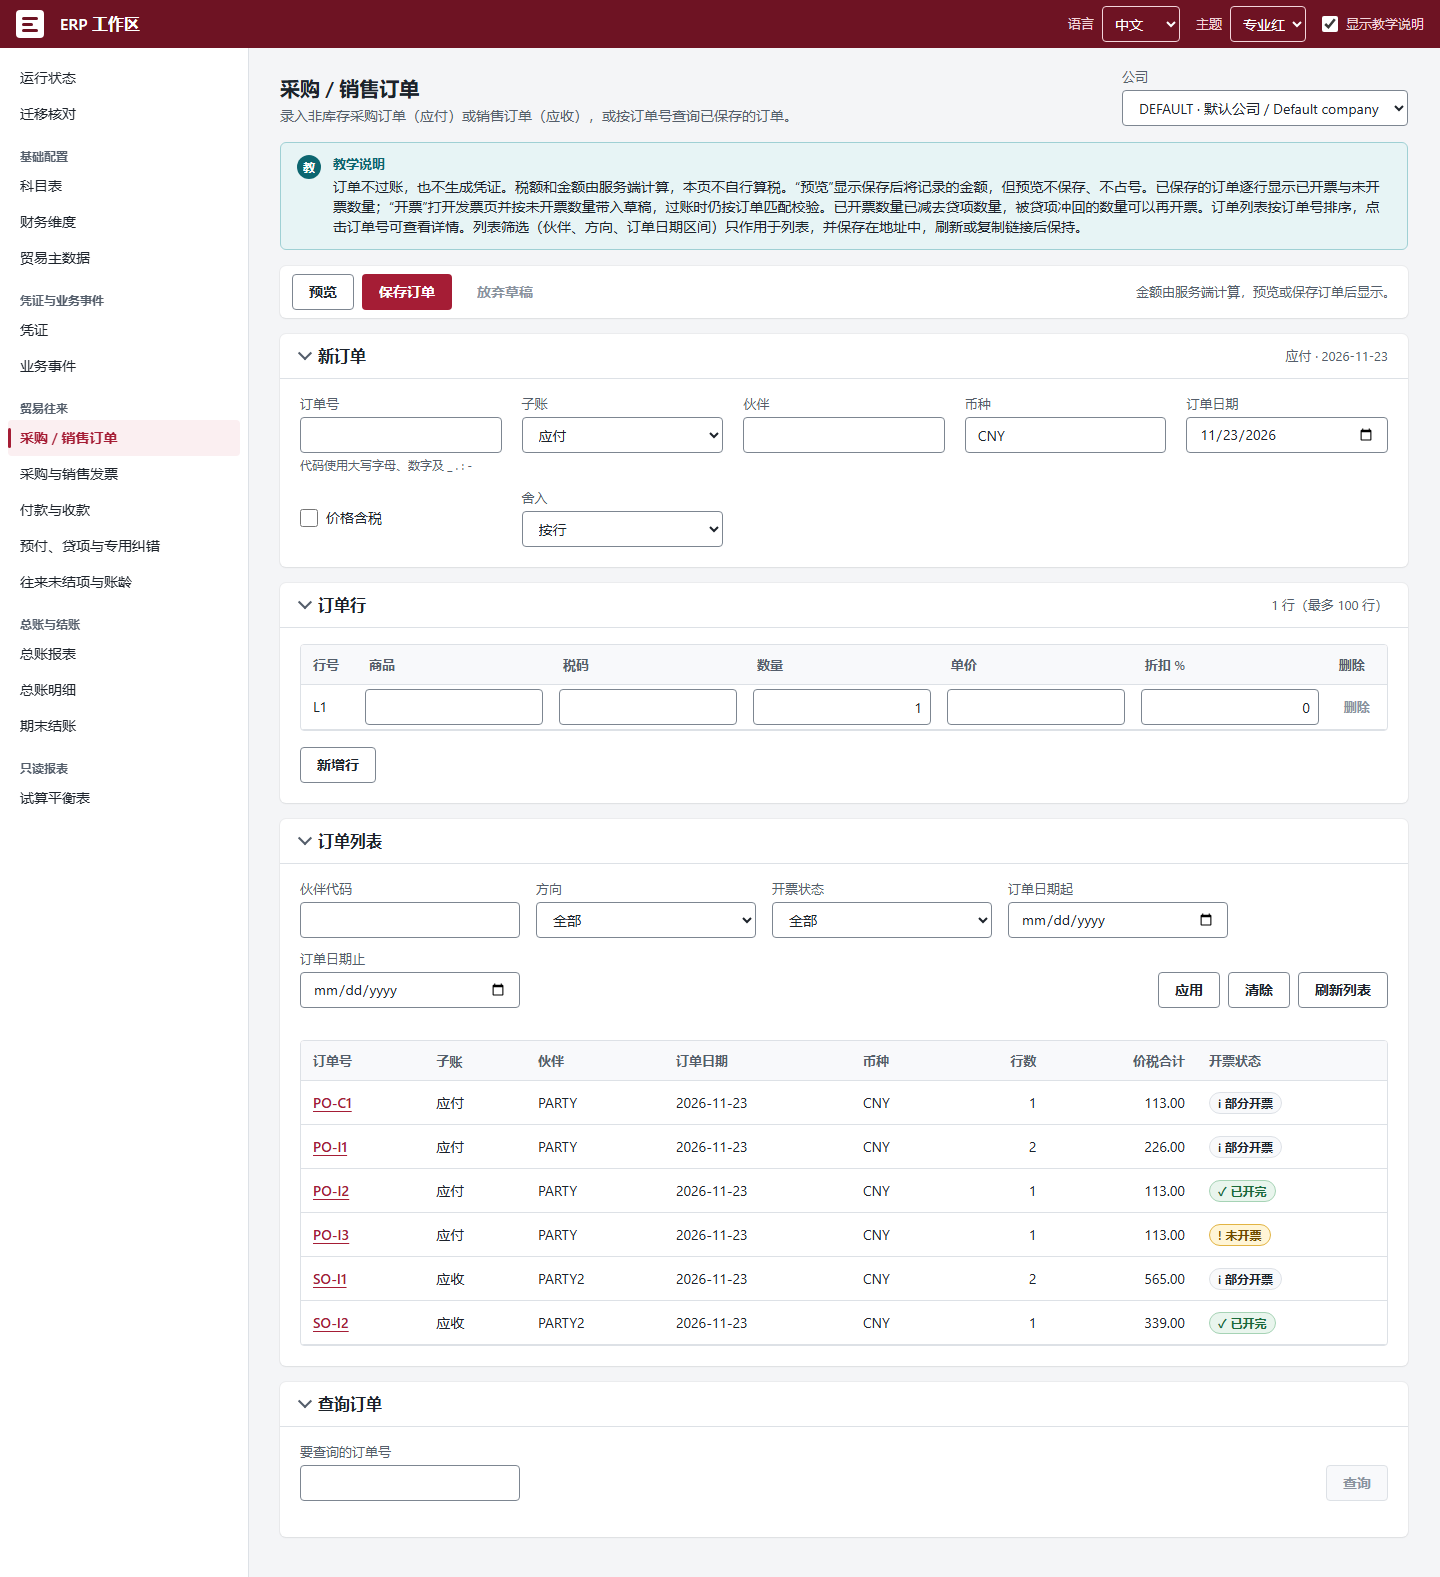 ERP 工作区
语言 中文 主题 专业红 显示教学说明
运行状态
迁移核对
基础配置
科目表
财务维度
贸易主数据
凭证与业务事件
凭证
业务事件
贸易往来
采购 / 销售订单
采购与销售发票
付款与收款
预付、贷项与专用纠错
往来未结项与账龄
总账与结账
总账报表
总账明细
期末结账
只读报表
试算平衡表
采购 / 销售订单
录入非库存采购订单（应付）或销售订单（应收），或按订单号查询已保存的订单。
公司
DEFAULT · 默认公司 / Default company
教 教学说明
订单不过账，也不生成凭证。税额和金额由服务端计算，本页不自行算税。“预览”显示保存后将记录的金额，但预览不保存、不占号。已保存的订单逐行显示已开票与未开
票数量；“开票”打开发票页并按未开票数量带入草稿，过账时仍按订单匹配校验。已开票数量已减去贷项数量，被贷项冲回的数量可以再开票。订单列表按订单号排序，点
击订单号可查看详情。列表筛选（伙伴、方向、订单日期区间）只作用于列表，并保存在地址中，刷新或复制链接后保持。
预览 保存订单 放弃草稿 金额由服务端计算，预览或保存订单后显示。
新订单 应付 · 2026-11-23
订单号 子账 伙伴 币种 订单日期
应付 CNY 11/23/2026
代码使用大写字母、数字及 _ . : -
舍入
价格含税 按行
订单行 1 行（最多 100 行）
行号 商品 税码 数量 单价 折扣 % 删除
L1 1 0 删除
新增行
订单列表
伙伴代码 方向 开票状态 订单日期起
全部 全部 mm/dd/yyyy
订单日期止
mm/dd/yyyy 应用 清除 刷新列表
订单号 子账 伙伴 订单日期 币种 行数 价税合计 开票状态
PO-C1 应付 PARTY 2026-11-23 CNY 1 113.00 i 部分开票
PO-I1 应付 PARTY 2026-11-23 CNY 2 226.00 i 部分开票
PO-I2 应付 PARTY 2026-11-23 CNY 1 113.00 ✓ 已开完
PO-I3 应付 PARTY 2026-11-23 CNY 1 113.00 ! 未开票
SO-I1 应收 PARTY2 2026-11-23 CNY 2 565.00 i 部分开票
SO-I2 应收 PARTY2 2026-11-23 CNY 1 339.00 ✓ 已开完
查询订单
要查询的订单号
查询